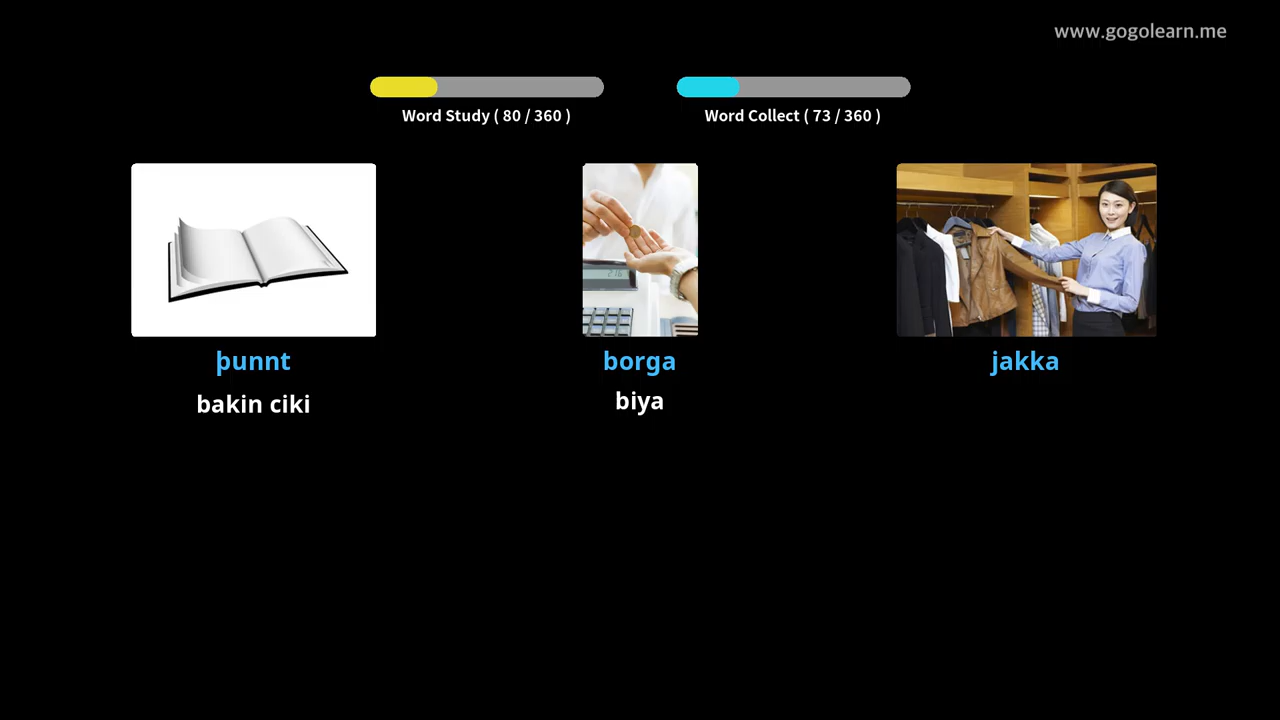 www.gogolearn.me
Word Study ( 80 / 360 )
Word Collect ( 73 / 360 )
þunnt
borga
jakka
bakin ciki
biya